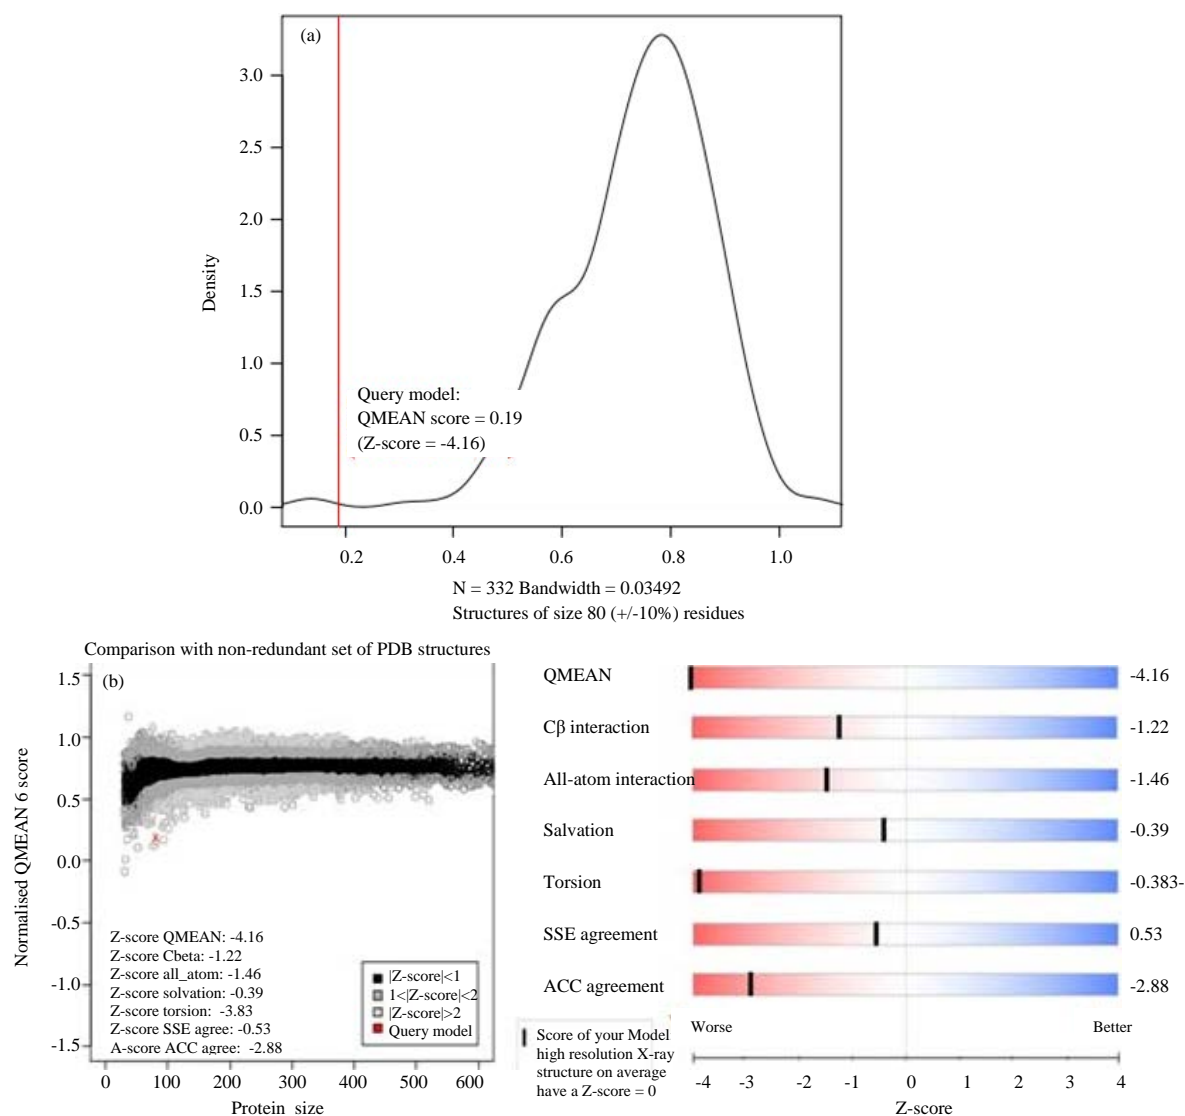 (a)
3.0
2.5
2.0
1.5
1.0
0.5
0.0
Density
Query model:
QMEAN score = 0.19
(Z-score = -4.16)
0.2 0.4 0.6 0.8 1.0
N = 332 Bandwidth = 0.03492
Structures of size 80 (+/-10%) residues
Comparison with non-redundant set of PDB structures
(b)
1.5
1.0
0.5
0.0
-0.5
-1.0
-1.5
Normalised QMEAN 6 score
Z-score QMEAN: -4.16
Z-score Cbeta: -1.22
Z-score all_atom: -1.46
Z-score solvation: -0.39
Z-score torsion: -3.83
Z-score SSE agree: -0.53
A-score ACC agree: -2.88
|Z-score|<1
1<|Z-score|<2
|Z-score|>2
Query model
0 100 200 300 400 500 600
Protein size
QMEAN -4.16
Cβ interaction -1.22
All-atom interaction -1.46
Salvation -0.39
Torsion -0.383-
SSE agreement 0.53
ACC agreement -2.88
Score of your Model
high resolution X-ray
structure on average
have a Z-score = 0
Worse Better
-4 -3 -2 -1 0 1 2 3 4
Z-score